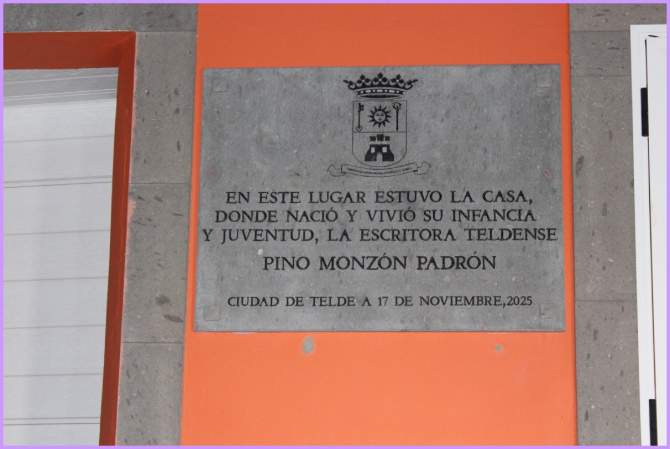 EN ESTE LUGAR ESTUVO LA CASA,
DONDE NACIÓ Y VIVIÓ SU INFANCIA
Y JUVENTUD, LA ESCRITORA TELDENSE
PINO MONZÓN PADRÓN
CIUDAD DE TELDE A 17 DE NOVIEMBRE,2025